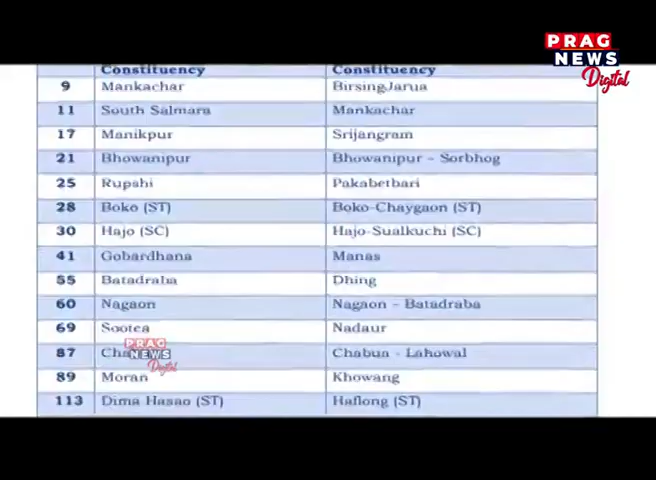 PRAG
NEWS
Digital
Constituency Constituency
9 Mankachar BirsingJarua
11 South Salmara Mankachar
17 Manikpur Srijangram
21 Bhowanipur Bhowanipur - Sorbhog
25 Rupshi Pakabetbari
28 Boko (ST) Boko-Chaygaon (ST)
30 Hajo (SC) Hajo-Sualkuchi (SC)
41 Gobardhana Manas
55 Batadraba Dhing
60 Nagaon Nagaon - Batadraba
69 Sootea Nadaur
PRAG
87 Chabua - Lahowal
NEWS
Digital
89 Moran Khowang
113 Dima Hasao (ST) Haflong (ST)